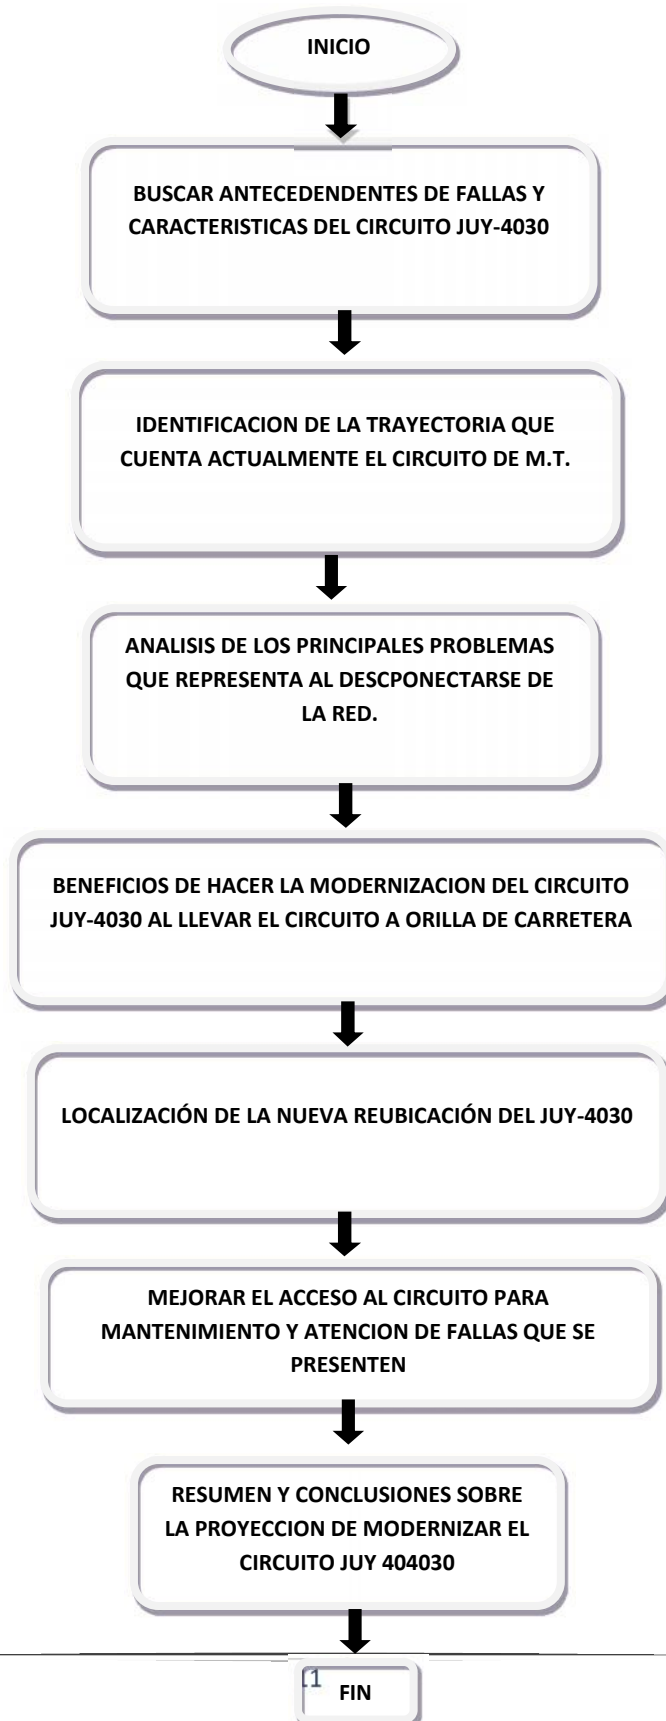 INICIO
BUSCAR ANTECEDENDENTES DE FALLAS Y
CARACTERISTICAS DEL CIRCUITO JUY-4030
IDENTIFICACION DE LA TRAYECTORIA QUE
CUENTA ACTUALMENTE EL CIRCUITO DE M.T.
ANALISIS DE LOS PRINCIPALES PROBLEMAS
QUE REPRESENTA AL DESCPONECTARSE DE
LA RED.
BENEFICIOS DE HACER LA MODERNIZACION DEL CIRCUITO
JUY-4030 AL LLEVAR EL CIRCUITO A ORILLA DE CARRETERA
LOCALIZACIÓN DE LA NUEVA REUBICACIÓN DEL JUY-4030
MEJORAR EL ACCESO AL CIRCUITO PARA
MANTENIMIENTO Y ATENCION DE FALLAS QUE SE
PRESENTEN
RESUMEN Y CONCLUSIONES SOBRE
LA PROYECCION DE MODERNIZAR EL
CIRCUITO JUY 404030
11
FIN